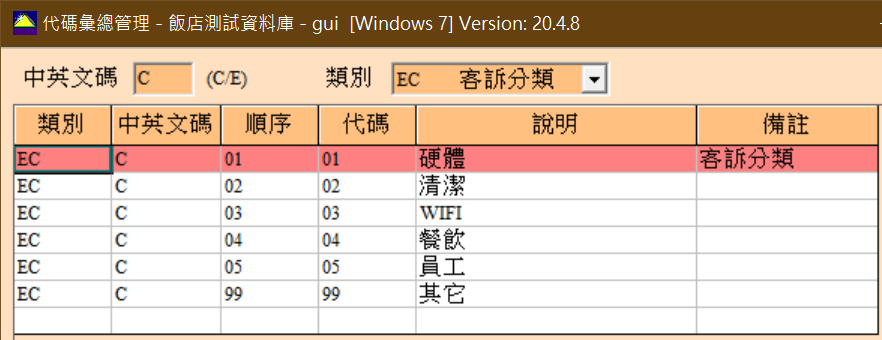 代碼彙總管理 - 飯店測試資料庫 - gui  [Windows 7] Version: 20.4.8
中英文碼 C (C/E) 類別 EC 客訴分類
類別 中英文碼 順序 代碼 說明 備註
EC C 01 01 硬體 客訴分類
EC C 02 02 清潔
EC C 03 03 WIFI
EC C 04 04 餐飲
EC C 05 05 員工
EC C 99 99 其它